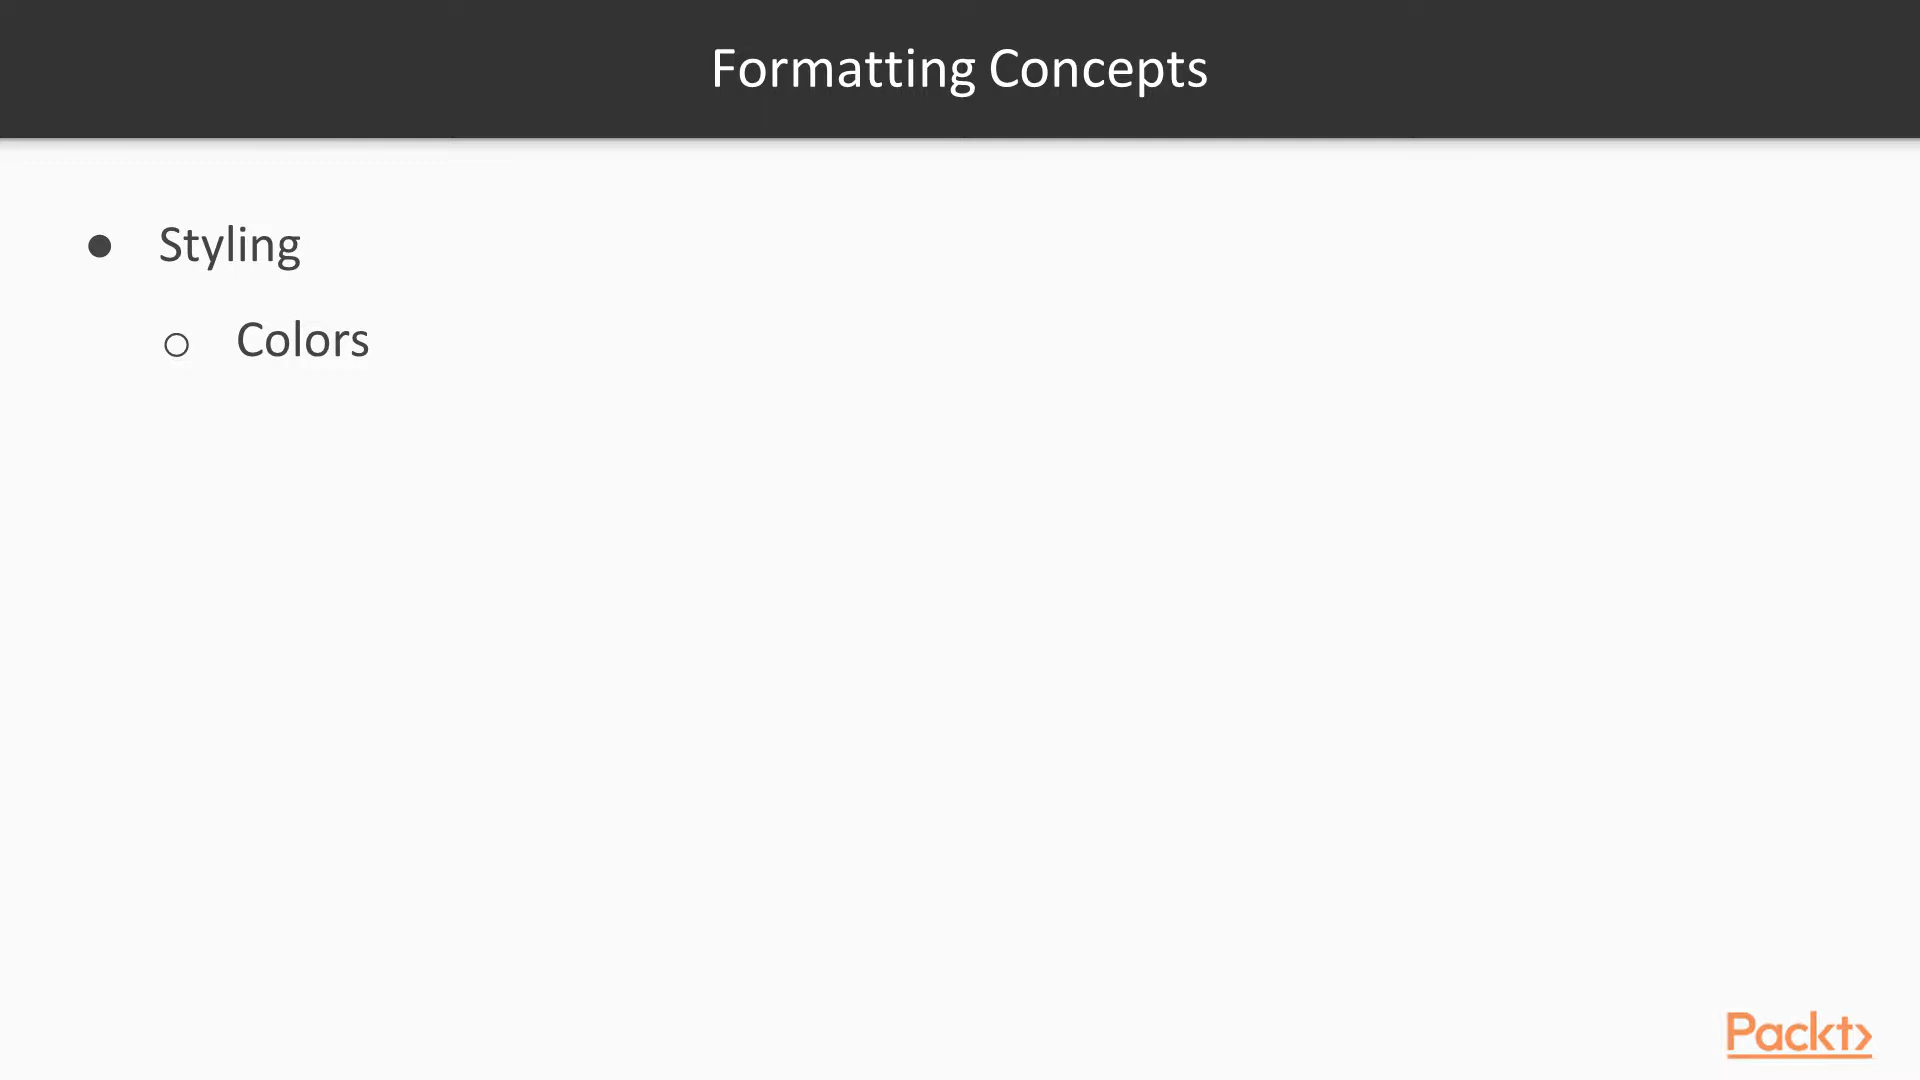 Formatting Concepts
● Styling
○ Colors
Packt>